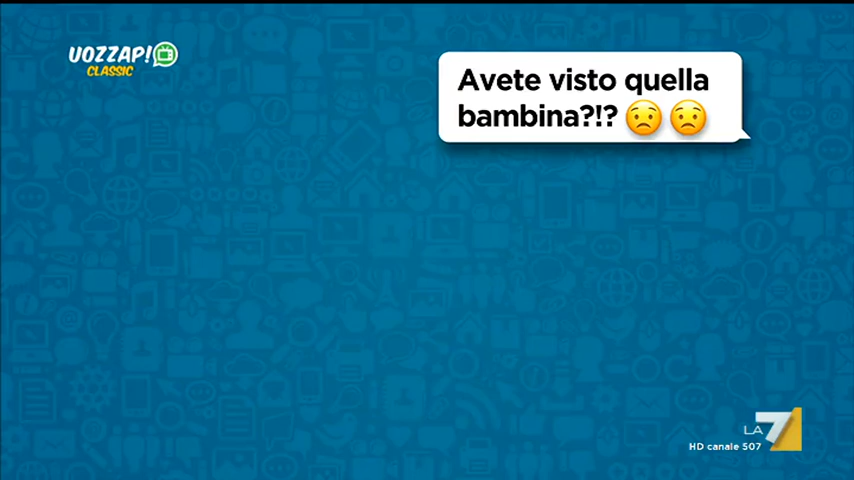 UOZZAP!
CLASSIC
Avete visto quella
bambina?!? 😟 😟
LA7
HD canale 507